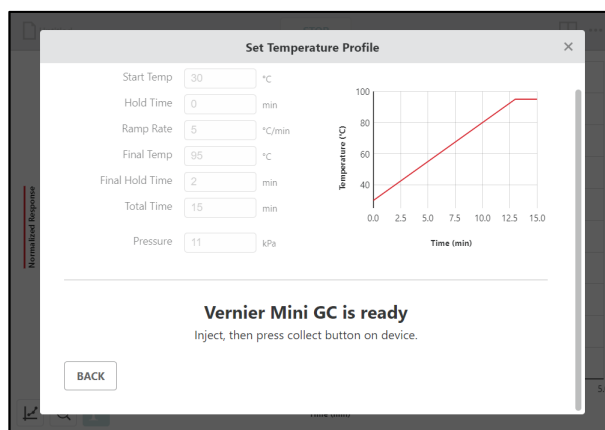 Set Temperature Profile ×
Start Temp 30 °C
Hold Time 0 min
Ramp Rate 5 °C/min
Final Temp 95 °C
Final Hold Time 2 min
Total Time 15 min
Pressure 11 kPa
Temperature (°C)
100
80
60
40
0.0 2.5 5.0 7.5 10.0 12.5 15.0
Time (min)
Normalized Response
Vernier Mini GC is ready
Inject, then press collect button on device.
BACK